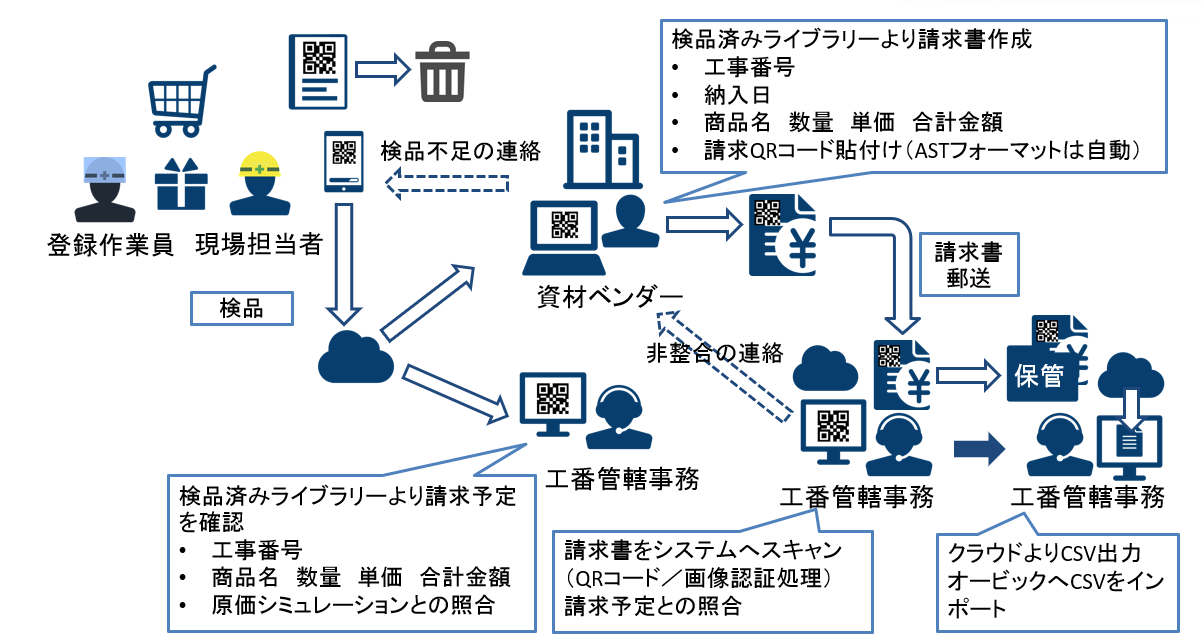 検品済みライブラリーより請求書作成
• 工事番号
• 納入日
• 商品名 数量 単価 合計金額
• 請求QRコード貼付け（ASTフォーマットは自動）
検品不足の連絡
登録作業員
現場担当者
検品
資材ベンダー
¥
請求書
郵送
非整合の連絡
¥
¥
保管
工番管轄事務
工番管轄事務
工番管轄事務
検品済みライブラリーより請求予定
を確認
• 工事番号
• 商品名 数量 単価 合計金額
• 原価シミュレーションとの照合
請求書をシステムへスキャン
（QRコード／画像認証処理）
請求予定との照合
クラウドよりCSV出力
オービックへCSVをイン
ポート